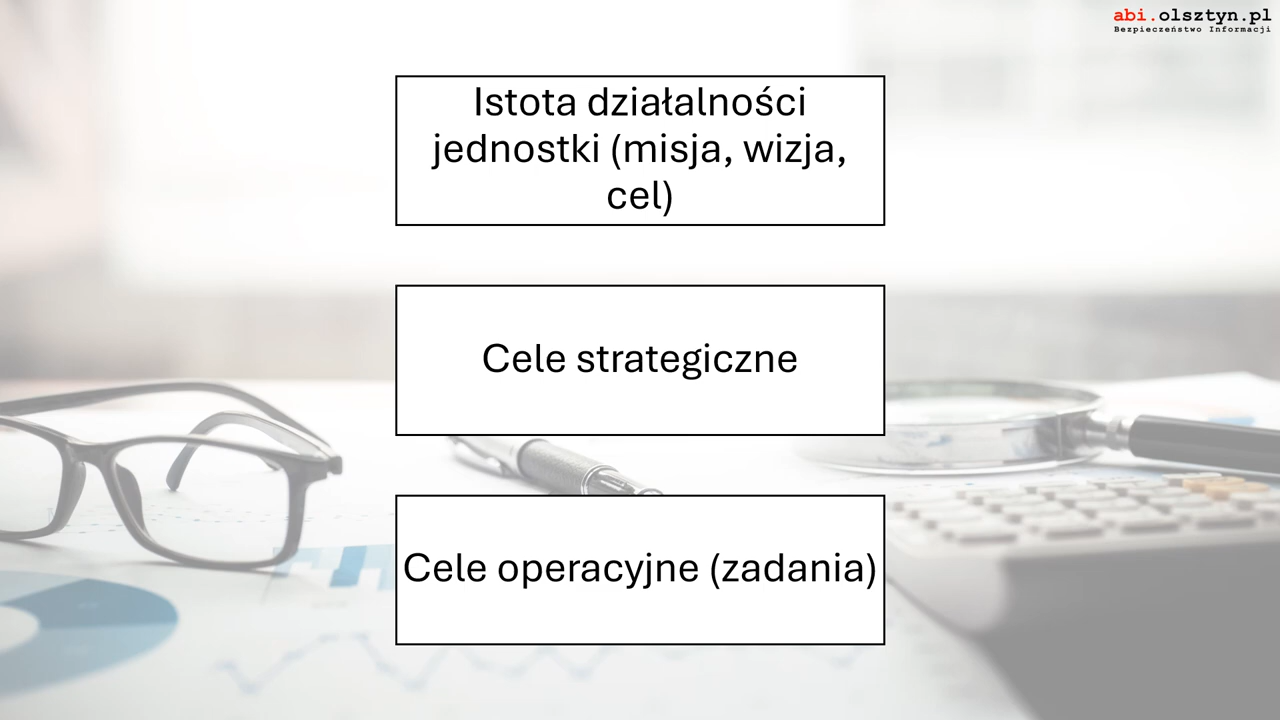 abi.olsztyn.pl
Bezpieczeństwo Informacji
Istota działalności
jednostki (misja, wizja,
cel)
Cele strategiczne
Cele operacyjne (zadania)